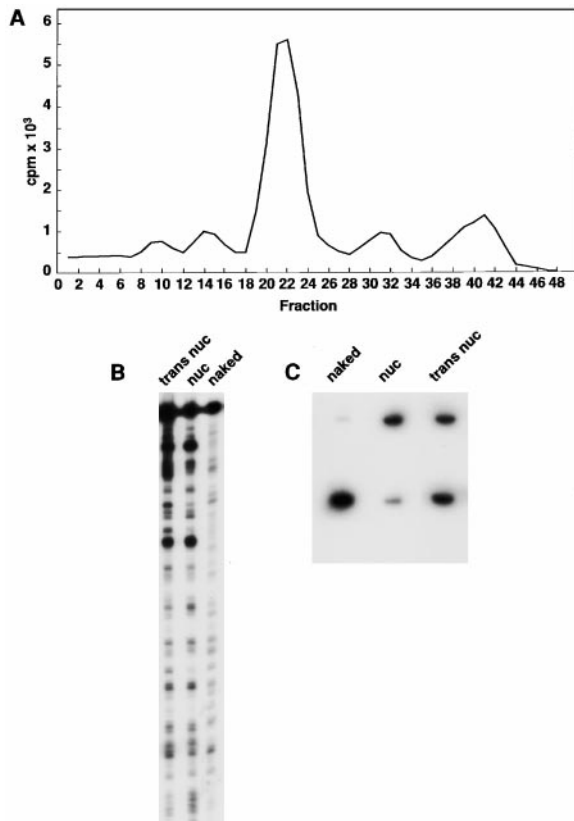 A
cpm x 10³
6
5
4
3
2
1
0
0 2 4 6 8 10 12 14 16 18 20 22 24 26 28 30 32 34 36 38 40 42 44 46 48
Fraction
B
trans nuc
nuc
naked
C
naked
nuc
trans nuc